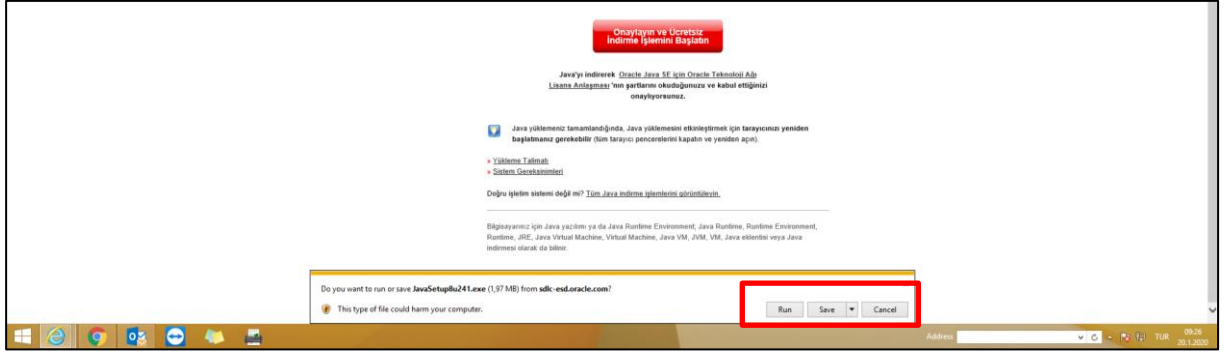 Onaylayın ve Ücretsiz
İndirme İşlemini Başlatın
Java'yı indirerek Oracle Java SE için Oracle Teknoloji Ağı
Lisans Anlaşması 'nın şartlarını okuduğunuzu ve kabul ettiğinizi
onaylıyorsunuz.
Java yüklemeniz tamamlandığında, Java yüklemesini etkinleştirmek için tarayıcınızı yeniden
başlatmanız gerekebilir (tüm tarayıcı pencerelerini kapatın ve yeniden açın).
» Yükleme Talimatı
» Sistem Gereksinimleri
Doğru işletim sistemi değil mi? Tüm Java indirme işlemlerini görüntüleyin.
Bilgisayarınız için Java yazılımı ya da Java Runtime Environment, Java Runtime, Runtime Environment,
Runtime, JRE, Java Virtual Machine, Virtual Machine, Java VM, JVM, VM, Java eklentisi veya Java
indirmesi olarak da bilinir.
Do you want to run or save JavaSetup8u241.exe (1,97 MB) from sdlc-esd.oracle.com?
This type of file could harm your computer.
Run Save Cancel
Address TUR 09:26
20.1.2020